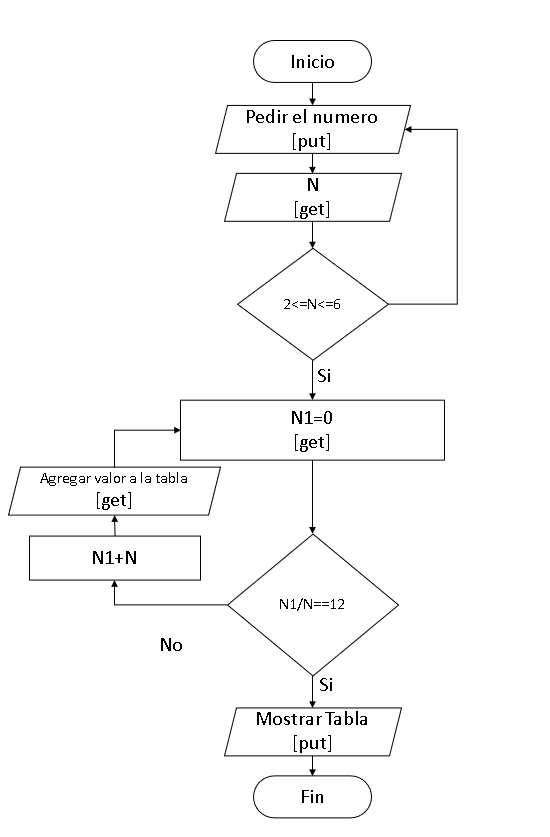 Inicio
Pedir el numero
[put]
N
[get]
2<=N<=6
Si
N1=0
[get]
Agregar valor a la tabla
[get]
N1+N
N1/N==12
No
Si
Mostrar Tabla
[put]
Fin